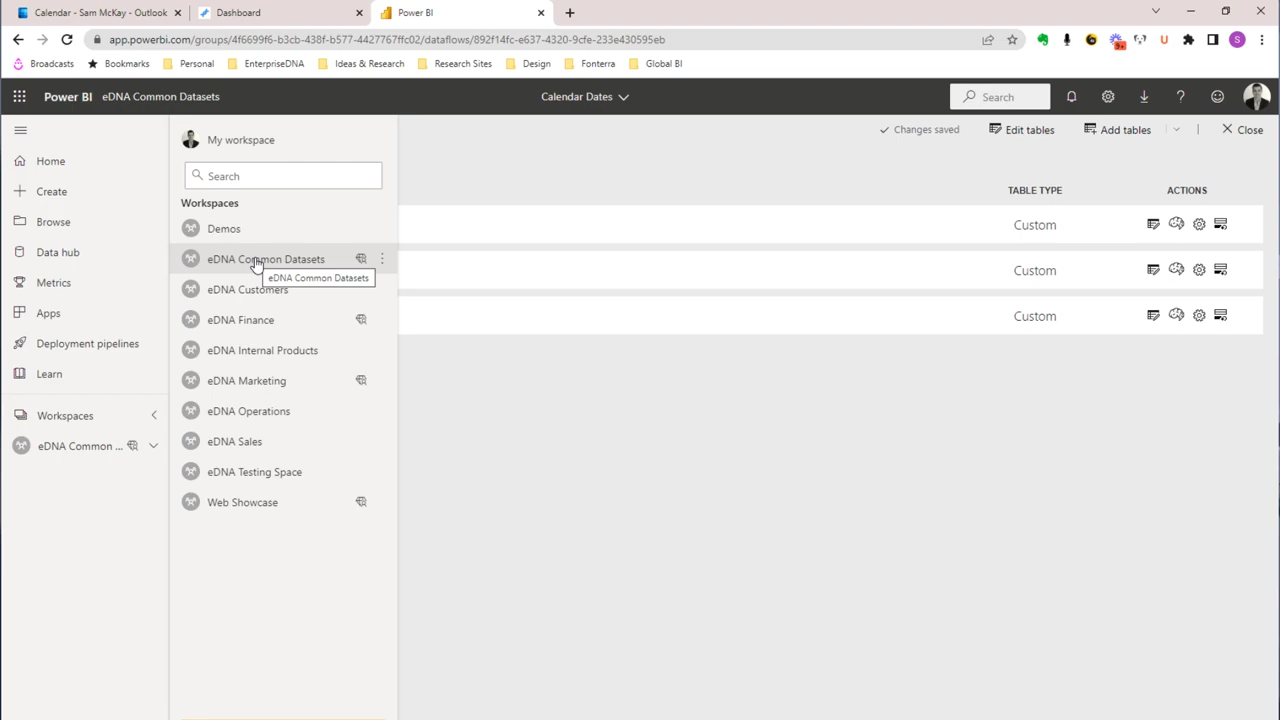 Calendar - Sam McKay - Outlook
Dashboard
Power BI
app.powerbi.com/groups/4f6699f6-b3cb-438f-b577-4427767ffc02/dataflows/892f14fc-e637-4320-9cfe-233e430595eb
9+
S
Broadcasts
Bookmarks
Personal
EnterpriseDNA
Ideas & Research
Research Sites
Design
Fonterra
Global BI
Power BI
eDNA Common Datasets
Calendar Dates
Search
My workspace
Changes saved
Edit tables
Add tables
Close
Home
Search
TABLE TYPE
ACTIONS
Create
Workspaces
Browse
Demos
Custom
Data hub
eDNA Common Datasets
eDNA Common Datasets
Custom
Metrics
eDNA Customers
Apps
eDNA Finance
Custom
Deployment pipelines
eDNA Internal Products
Learn
eDNA Marketing
Workspaces
eDNA Operations
eDNA Common ...
eDNA Sales
eDNA Testing Space
Web Showcase